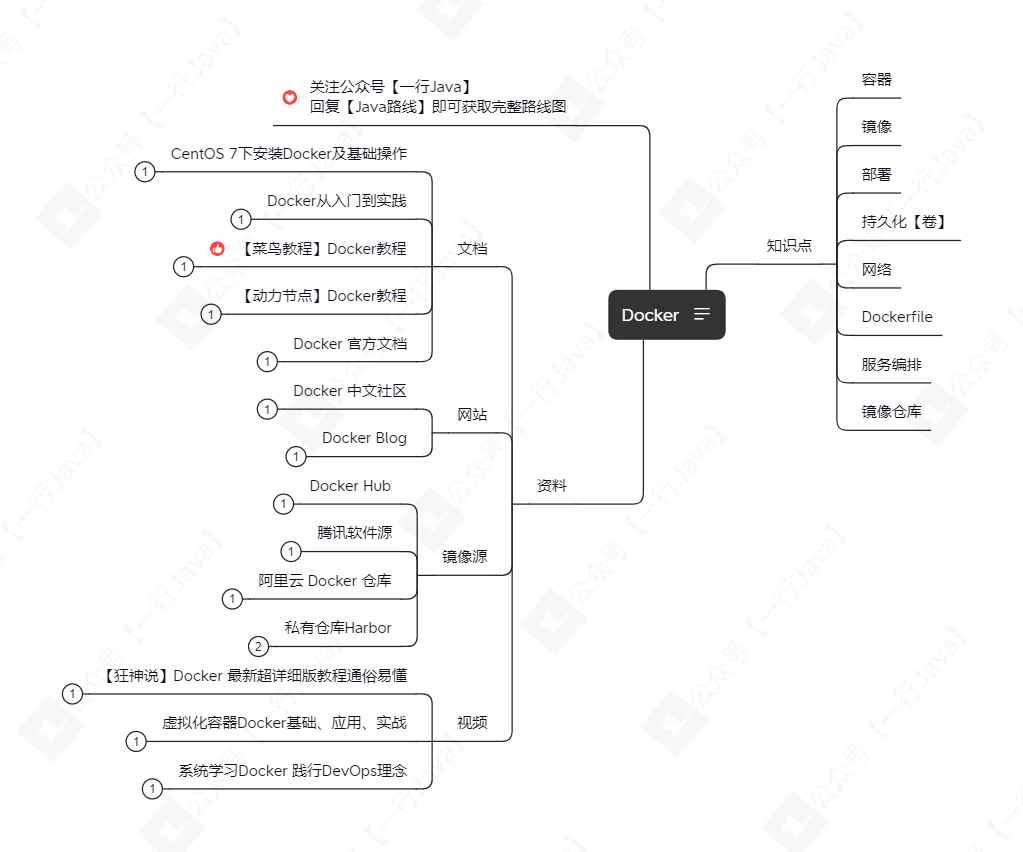 关注公众号【一行Java】
回复【Java路线】即可获取完整路线图
CentOS 7下安装Docker及基础操作
1
Docker从入门到实践
1
【菜鸟教程】Docker教程
1
【动力节点】Docker教程
1
Docker 官方文档
1
文档
Docker 中文社区
1
Docker Blog
1
网站
Docker Hub
1
腾讯软件源
1
阿里云 Docker 仓库
1
私有仓库Harbor
2
镜像源
【狂神说】Docker 最新超详细版教程通俗易懂
1
虚拟化容器Docker基础、应用、实战
1
系统学习Docker 践行DevOps理念
1
视频
资料
Docker
知识点
容器
镜像
部署
持久化【卷】
网络
Dockerfile
服务编排
镜像仓库
公众号【一行Java】